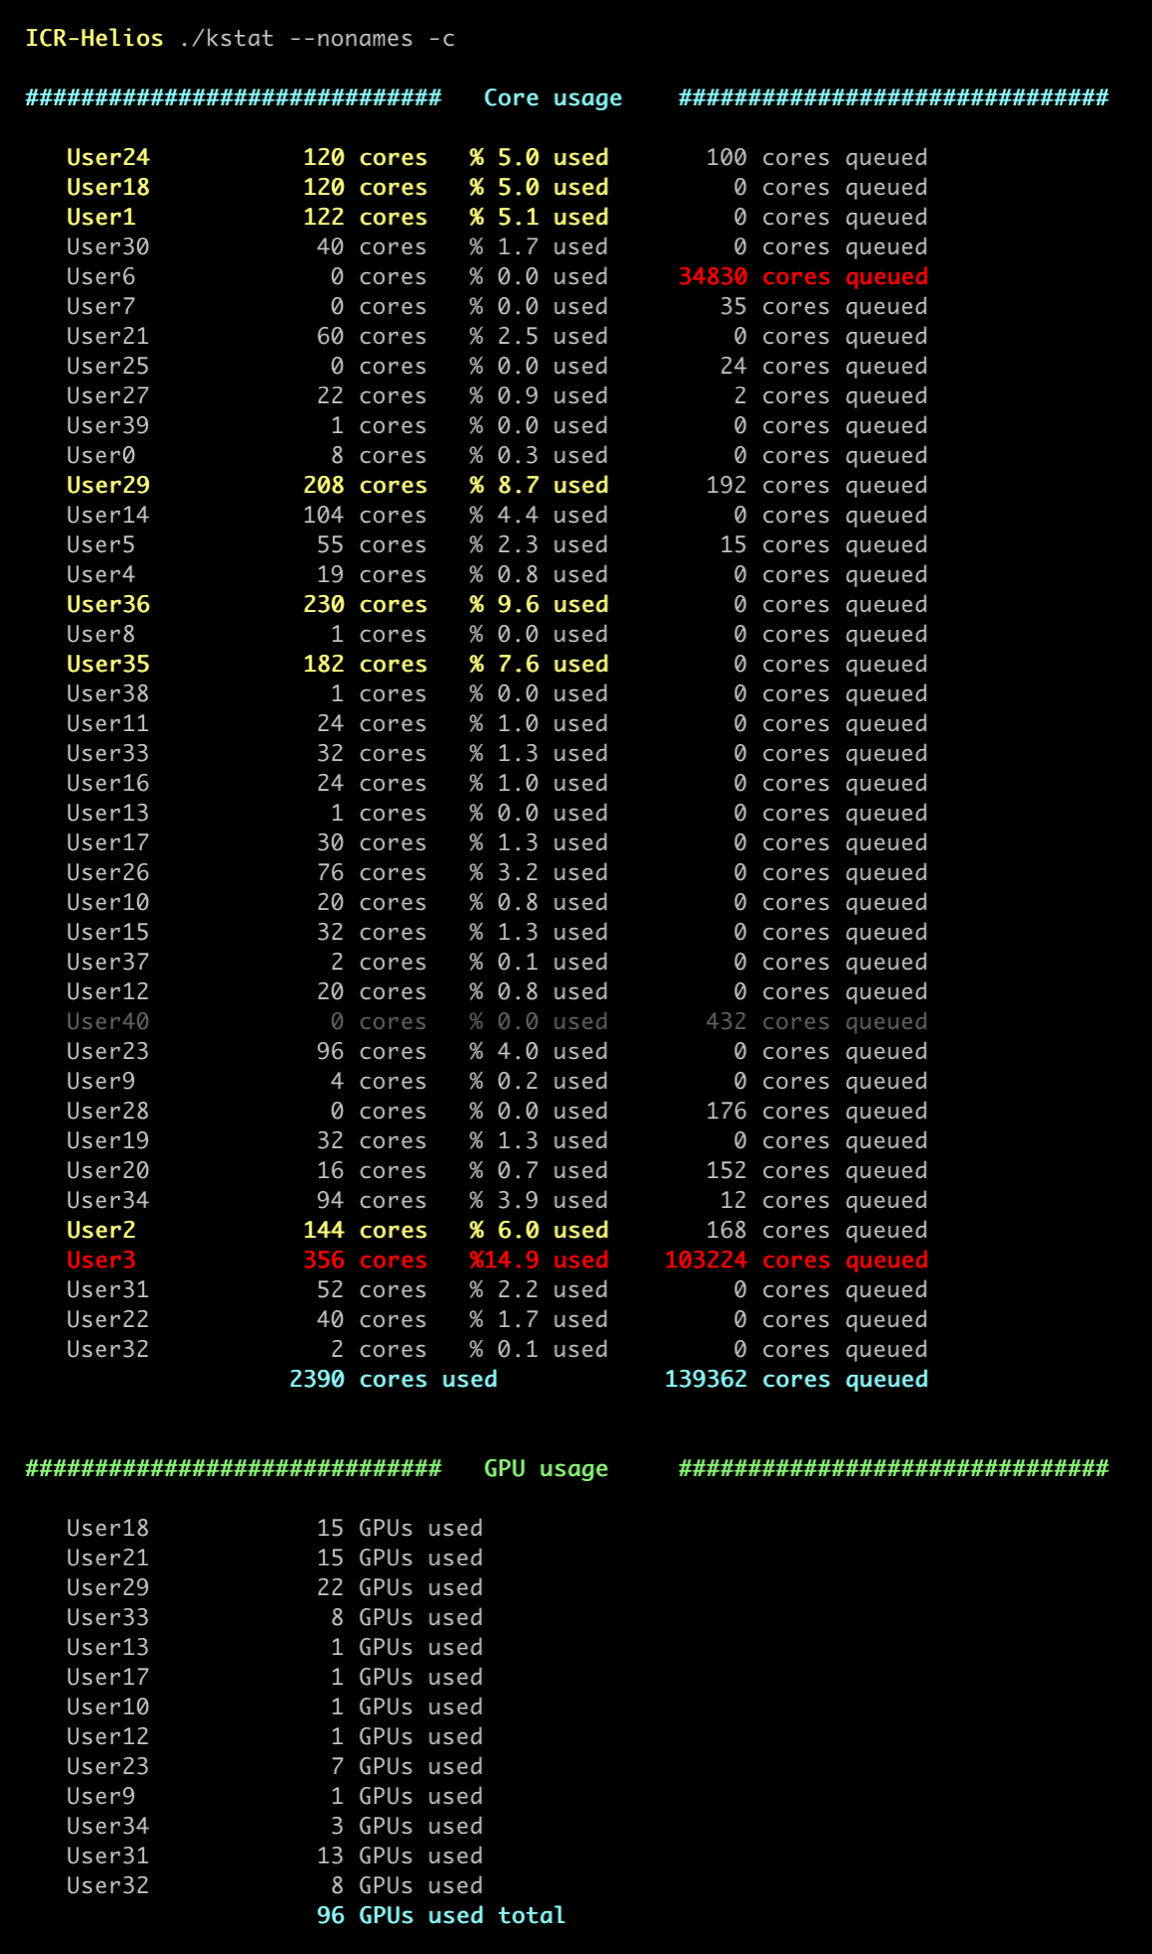 ICR-Helios ./kstat --nonames -c
############################## Core usage ###############################
User24 120 cores % 5.0 used 100 cores queued
User18 120 cores % 5.0 used 0 cores queued
User1 122 cores % 5.1 used 0 cores queued
User30 40 cores % 1.7 used 0 cores queued
User6 0 cores % 0.0 used 34830 cores queued
User7 0 cores % 0.0 used 35 cores queued
User21 60 cores % 2.5 used 0 cores queued
User25 0 cores % 0.0 used 24 cores queued
User27 22 cores % 0.9 used 2 cores queued
User39 1 cores % 0.0 used 0 cores queued
User0 8 cores % 0.3 used 0 cores queued
User29 208 cores % 8.7 used 192 cores queued
User14 104 cores % 4.4 used 0 cores queued
User5 55 cores % 2.3 used 15 cores queued
User4 19 cores % 0.8 used 0 cores queued
User36 230 cores % 9.6 used 0 cores queued
User8 1 cores % 0.0 used 0 cores queued
User35 182 cores % 7.6 used 0 cores queued
User38 1 cores % 0.0 used 0 cores queued
User11 24 cores % 1.0 used 0 cores queued
User33 32 cores % 1.3 used 0 cores queued
User16 24 cores % 1.0 used 0 cores queued
User13 1 cores % 0.0 used 0 cores queued
User17 30 cores % 1.3 used 0 cores queued
User26 76 cores % 3.2 used 0 cores queued
User10 20 cores % 0.8 used 0 cores queued
User15 32 cores % 1.3 used 0 cores queued
User37 2 cores % 0.1 used 0 cores queued
User12 20 cores % 0.8 used 0 cores queued
User40 0 cores % 0.0 used 432 cores queued
User23 96 cores % 4.0 used 0 cores queued
User9 4 cores % 0.2 used 0 cores queued
User28 0 cores % 0.0 used 176 cores queued
User19 32 cores % 1.3 used 0 cores queued
User20 16 cores % 0.7 used 152 cores queued
User34 94 cores % 3.9 used 12 cores queued
User2 144 cores % 6.0 used 168 cores queued
User3 356 cores %14.9 used 103224 cores queued
User31 52 cores % 2.2 used 0 cores queued
User22 40 cores % 1.7 used 0 cores queued
User32 2 cores % 0.1 used 0 cores queued
2390 cores used 139362 cores queued
############################## GPU usage ###############################
User18 15 GPUs used
User21 15 GPUs used
User29 22 GPUs used
User33 8 GPUs used
User13 1 GPUs used
User17 1 GPUs used
User10 1 GPUs used
User12 1 GPUs used
User23 7 GPUs used
User9 1 GPUs used
User34 3 GPUs used
User31 13 GPUs used
User32 8 GPUs used
96 GPUs used total